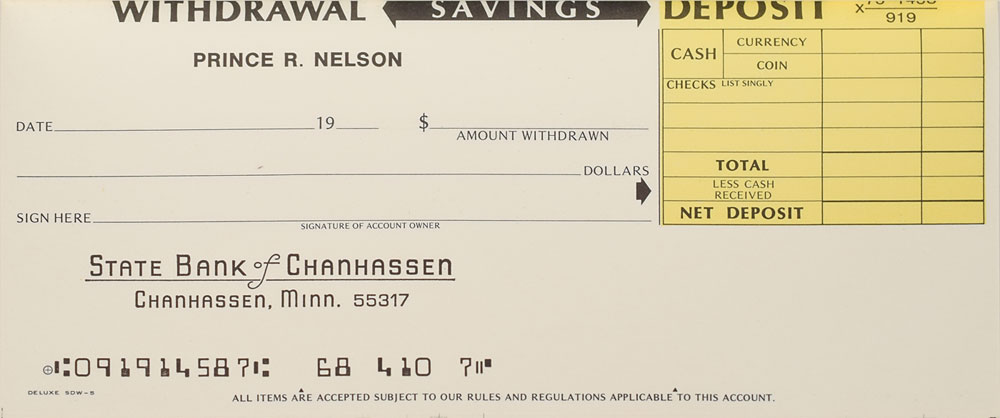 WITHDRAWAL SAVINGS DEPOSIT
X
919
PRINCE R. NELSON
CASH
CURRENCY
COIN
CHECKS LIST SINGLY
DATE 19 $
AMOUNT WITHDRAWN
DOLLARS
TOTAL
LESS CASH
RECEIVED
NET DEPOSIT
SIGN HERE
SIGNATURE OF ACCOUNT OWNER
STATE BANK of CHANHASSEN
CHANHASSEN, MINN. 55317
⑆091914587⑆ 68 410 7⑈
DELUXE SDW-5
ALL ITEMS ARE ACCEPTED SUBJECT TO OUR RULES AND REGULATIONS APPLICABLE TO THIS ACCOUNT.